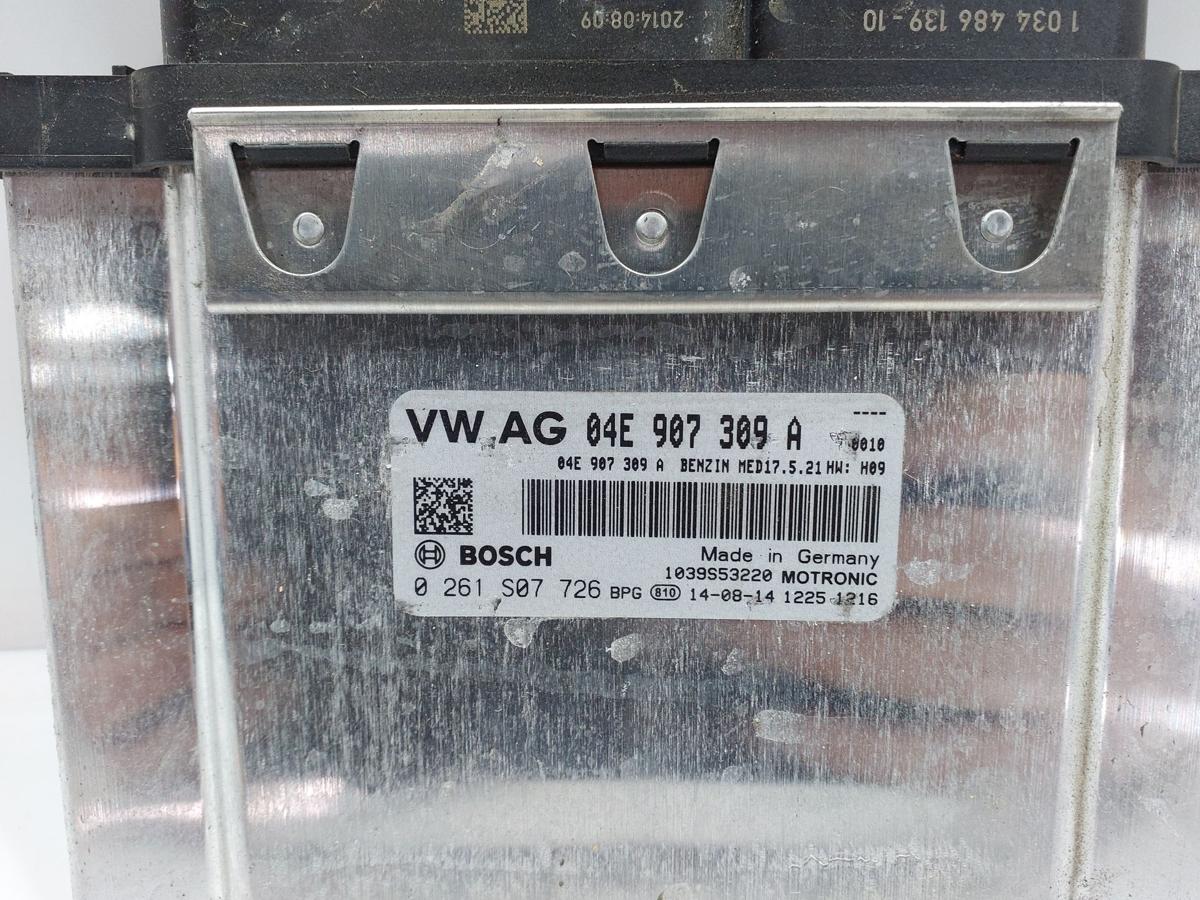 2014-08-09
1 034 486 139-10
----
VW AG 04E 907 309 A
0010
04E 907 309 A BENZIN MED17.5.21 HW: H09
BOSCH
Made in Germany
1039S53220 MOTRONIC
0 261 S07 726 BPG 810 14-08-14 1225 1216